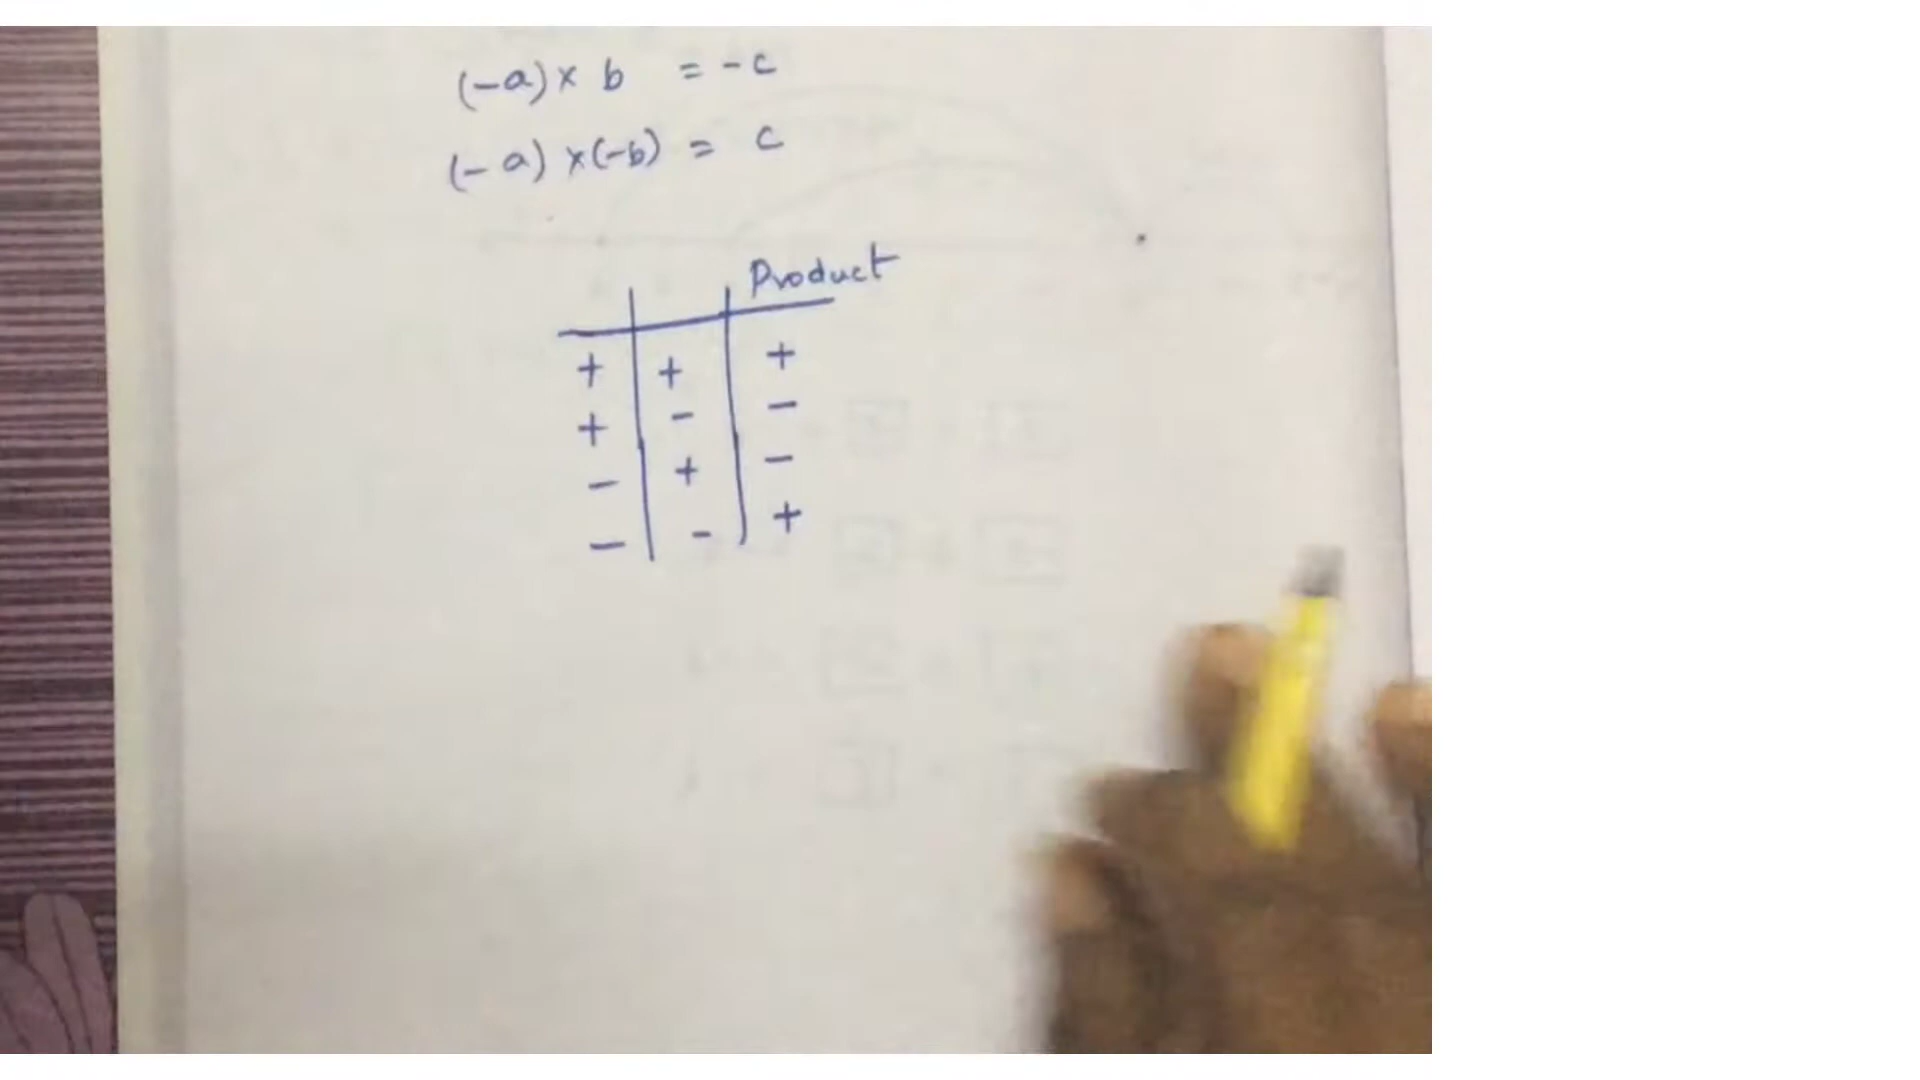 (-a) × b = -c
(-a) ×(-b) = c
Product
+ + +
+ - -
- + -
- - +